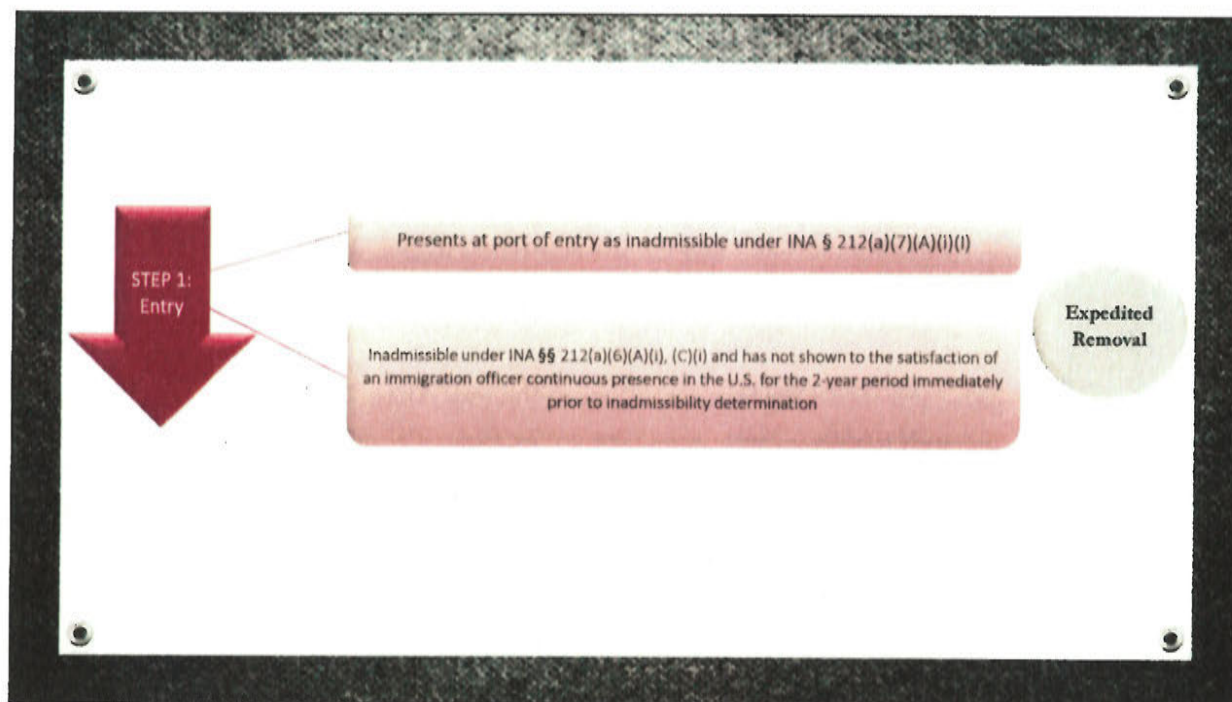 STEP 1:
Entry
Presents at port of entry as inadmissible under INA § 212(a)(7)(A)(i)(I)
Inadmissible under INA §§ 212(a)(6)(A)(i), (C)(i) and has not shown to the satisfaction of
an immigration officer continuous presence in the U.S. for the 2-year period immediately
prior to inadmissibility determination
Expedited
Removal